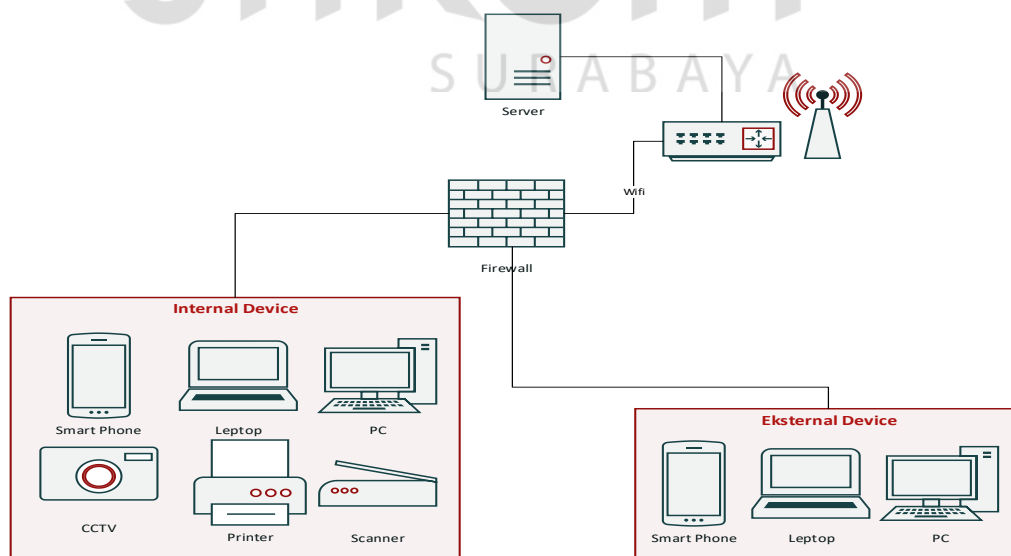 SURABAYA
Server
Wifi
Firewall
Internal Device
Smart Phone
Leptop
PC
CCTV
Printer
Scanner
Eksternal Device
Smart Phone
Leptop
PC